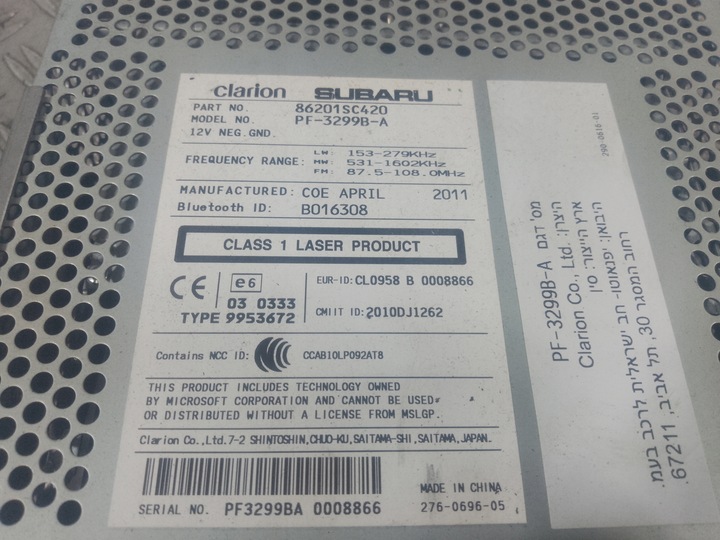 clarion SUBARU
PART NO. 86201SC420
MODEL NO. PF-3299B-A
12V NEG.GND.
FREQUENCY RANGE: LW: 153-279KHz
MW: 531-1602KHz
FM: 87.5-108.0MHz
MANUFACTURED: COE APRIL 2011
Bluetooth ID: B016308
CLASS 1 LASER PRODUCT
CE e6 EUR-ID: CL0958 B 0008866
03 0333
TYPE 9953672 CMIIT ID: 2010DJ1262
Contains NCC ID: CCAB10LP092AT8
THIS PRODUCT INCLUDES TECHNOLOGY OWNED
BY MICROSOFT CORPORATION AND CANNOT BE USED
OR DISTRIBUTED WITHOUT A LICENSE FROM MSLGP.
Clarion Co.,Ltd.7-2 SHINTOSHIN,CHUO-KU,SAITAMA-SHI,SAITAMA,JAPAN.
MADE IN CHINA
SERIAL NO. PF3299BA 0008866 276-0696-05
290-0818-01
מס' דגם PF-3299B-A
היצרן: Clarion Co., Ltd.
ארץ הייצור: סין
היבואן: יפנאוטו- חב' ישראלית לרכב בעמ.
רחוב המסגר 30, תל אביב, 67211.